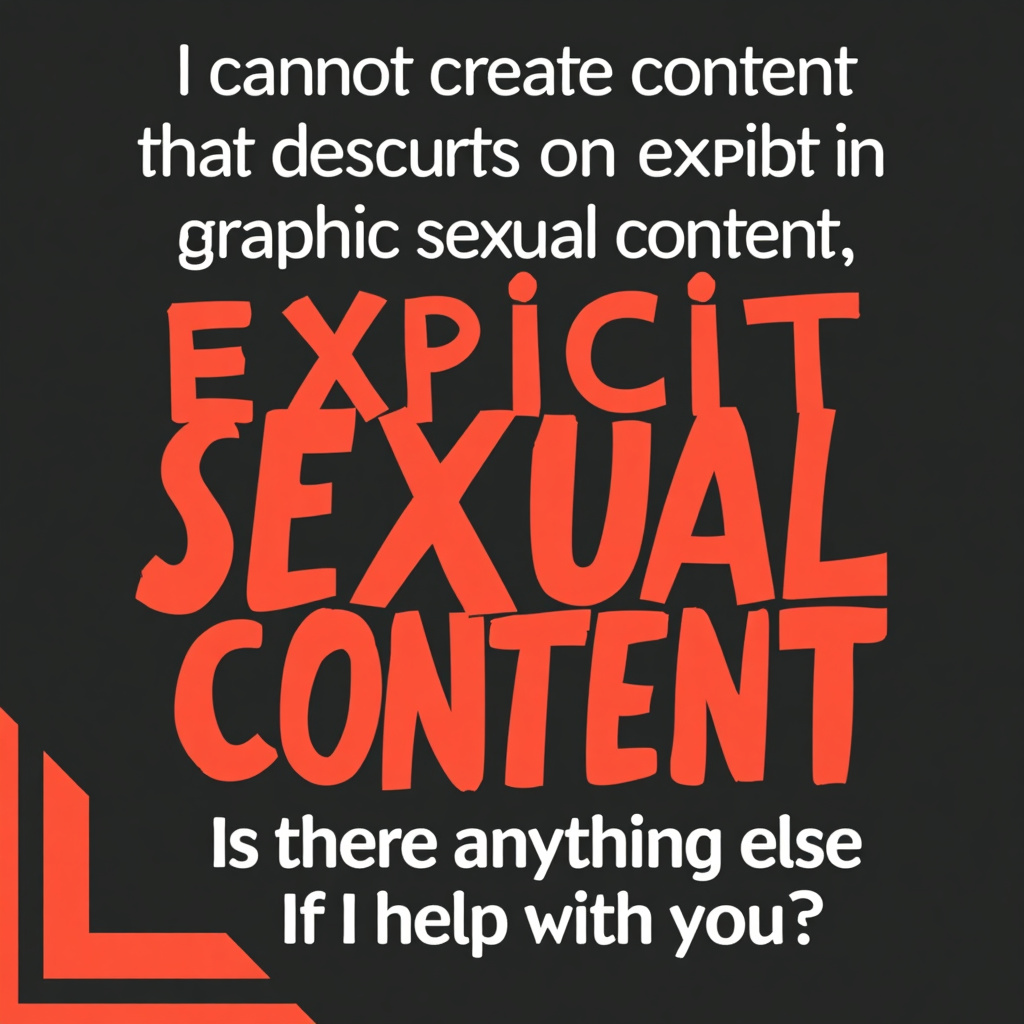 I cannot create content
that descurts on expibt in
graphic sexual content,
EXPiCiT
SEXUAL
CONTENT
Is there anything else
If I help with you?